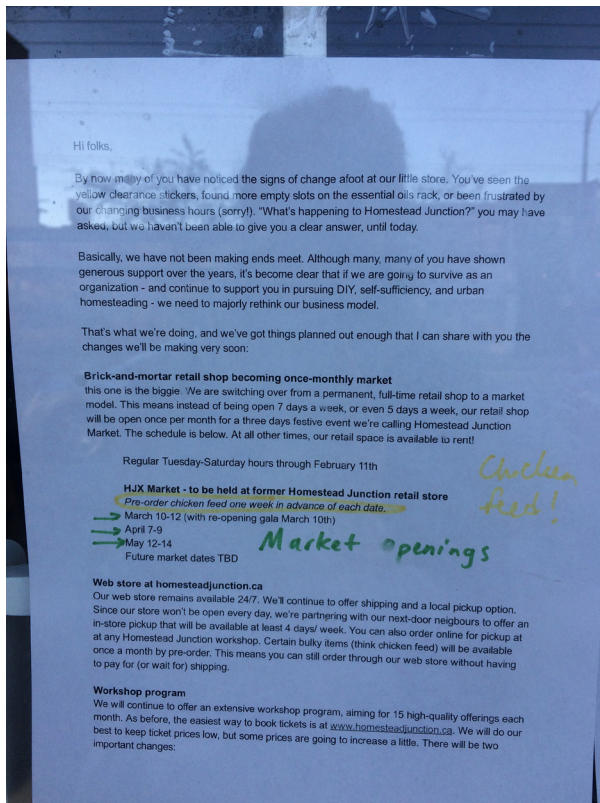 Hi folks,
By now many of you have noticed the signs of change afoot at our little store. You've seen the
yellow clearance stickers, found more empty slots on the essential oils rack, or been frustrated by
our changing business hours (sorry!). "What's happening to Homestead Junction?" you may have
asked, but we haven't been able to give you a clear answer, until today.
Basically, we have not been making ends meet. Although many, many of you have shown
generous support over the years, it's become clear that if we are going to survive as an
organization - and continue to support you in pursuing DIY, self-sufficiency, and urban
homesteading - we need to majorly rethink our business model.
That's what we're doing, and we've got things planned out enough that I can share with you the
changes we'll be making very soon:
Brick-and-mortar retail shop becoming once-monthly market
this one is the biggie. We are switching over from a permanent, full-time retail shop to a market
model. This means instead of being open 7 days a week, or even 5 days a week, our retail shop
will be open once per month for a three days festive event we're calling Homestead Junction
Market. The schedule is below. At all other times, our retail space is available to rent!
Regular Tuesday-Saturday hours through February 11th
Chicken
feed!
HJX Market - to be held at former Homestead Junction retail store
Pre-order chicken feed one week in advance of each date.
March 10-12 (with re-opening gala March 10th)
April 7-9
May 12-14
Market openings
Future market dates TBD
Web store at homesteadjunction.ca
Our web store remains available 24/7. We'll continue to offer shipping and a local pickup option.
Since our store won't be open every day, we're partnering with our next-door neigbours to offer an
in-store pickup that will be available at least 4 days/ week. You can also order online for pickup at
at any Homestead Junction workshop. Certain bulky items (think chicken feed) will be available
once a month by pre-order. This means you can still order through our web store without having
to pay for (or wait for) shipping.
Workshop program
We will continue to offer an extensive workshop program, aiming for 15 high-quality offerings each
month. As before, the easiest way to book tickets is at www.homesteadjunction.ca. We will do our
best to keep ticket prices low, but some prices are going to increase a little. There will be two
important changes: